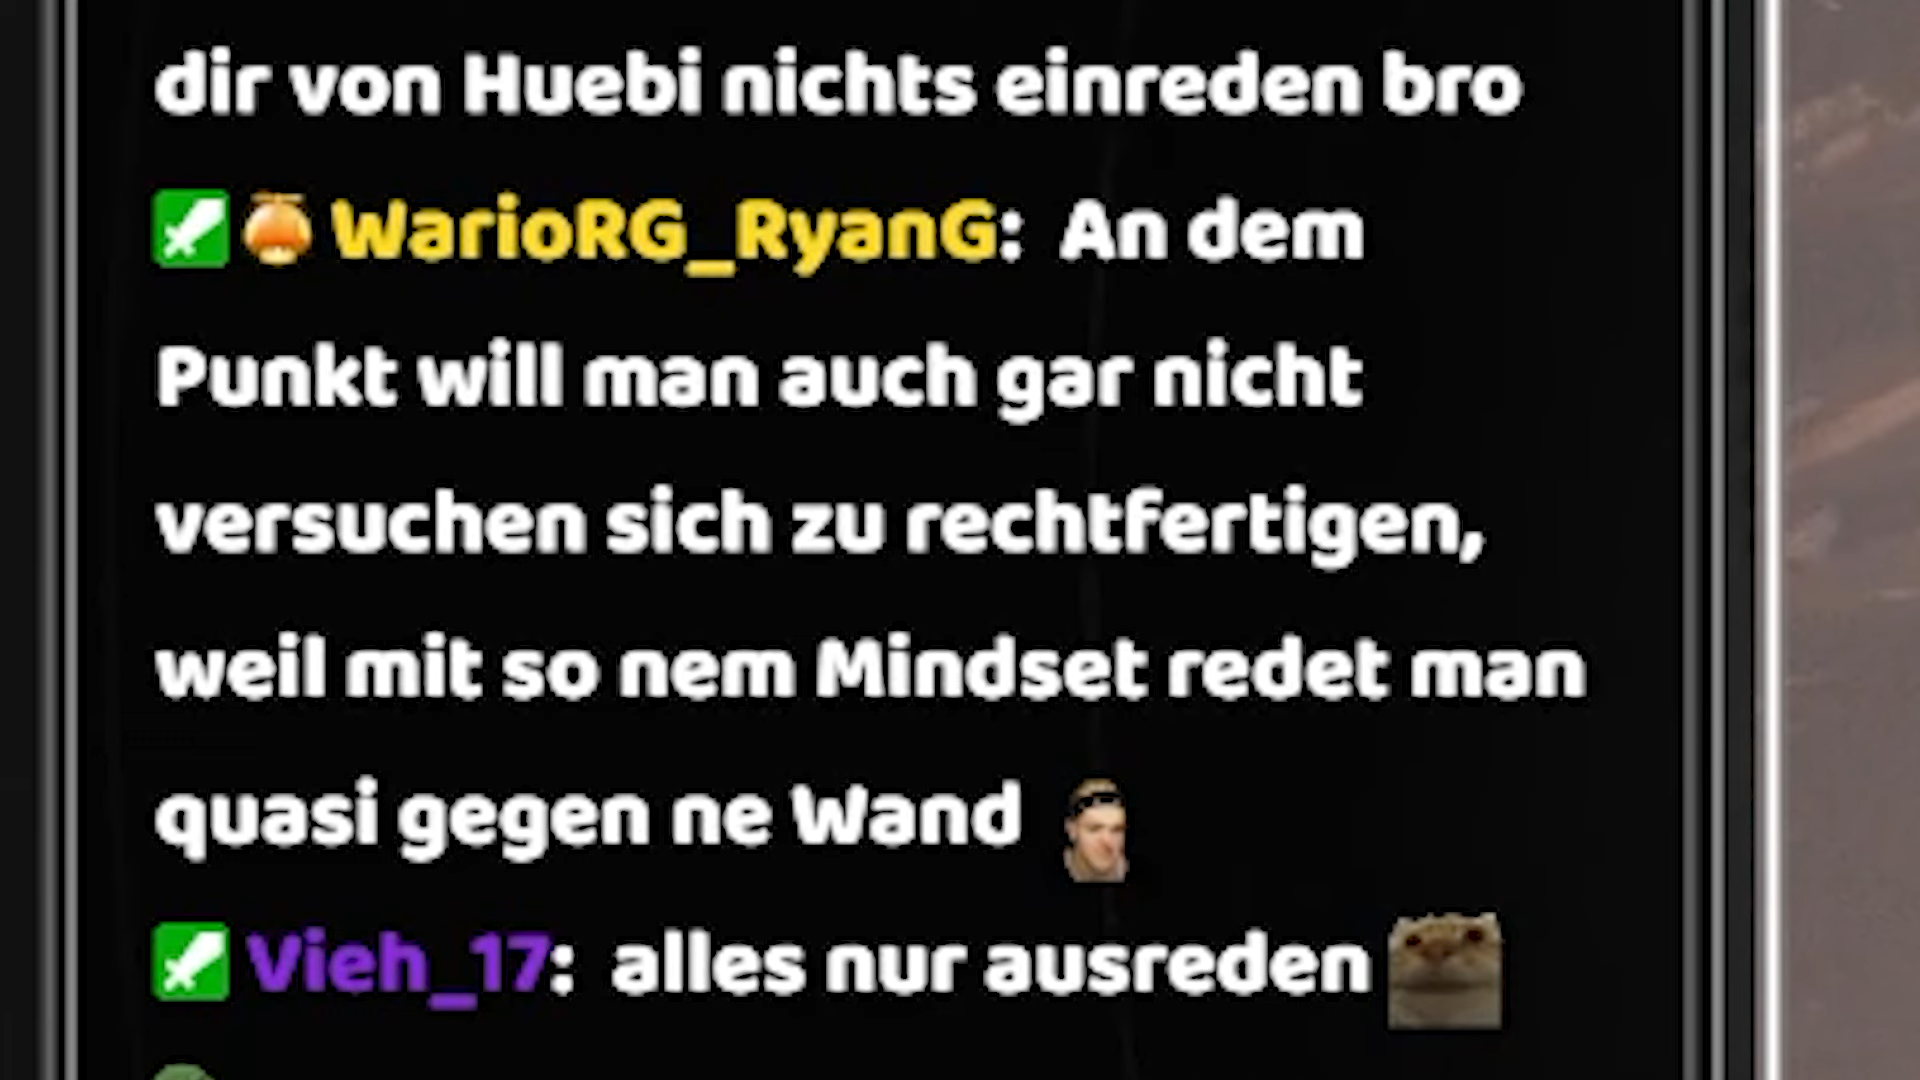 dir von Huebi nichts einreden bro
WarioRG_RyanG: An dem
Punkt will man auch gar nicht
versuchen sich zu rechtfertigen,
weil mit so nem Mindset redet man
quasi gegen ne Wand
Vieh_17: alles nur ausreden